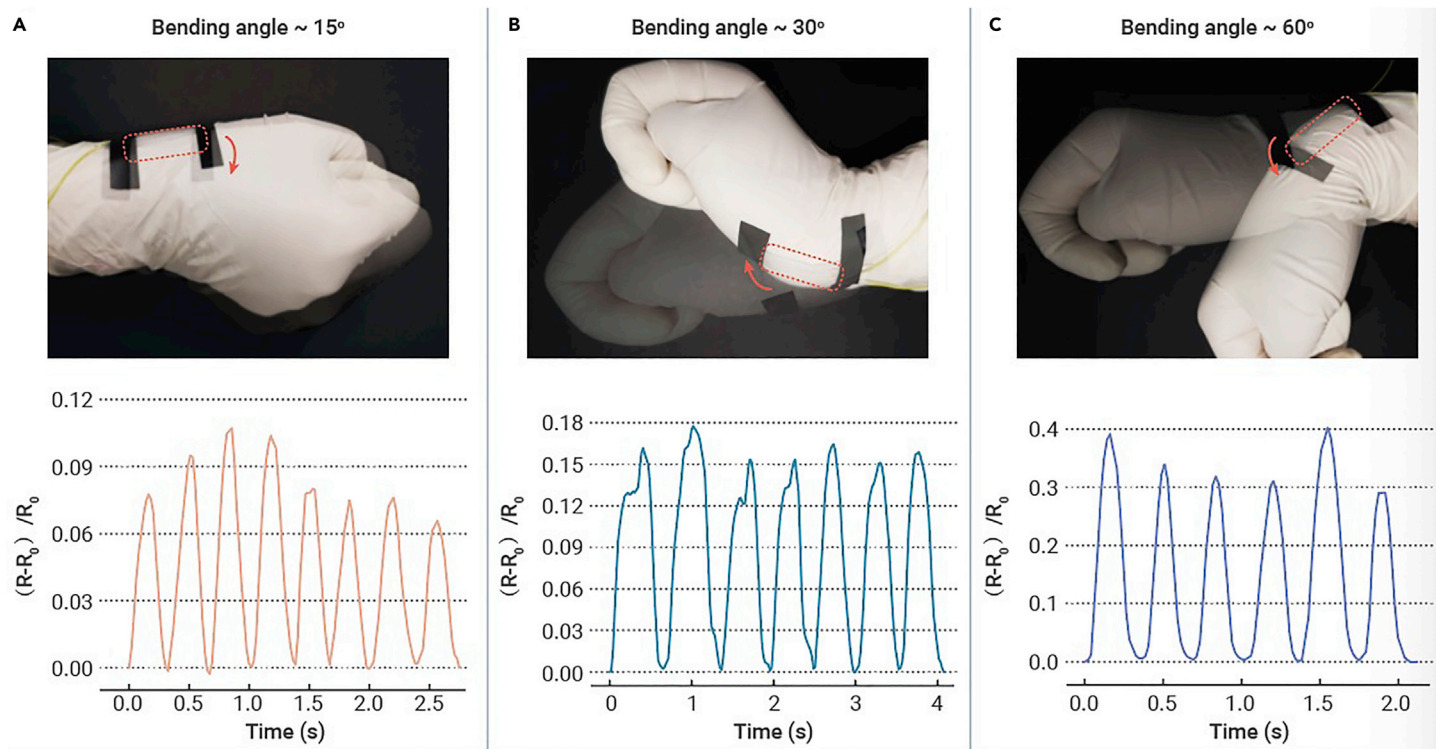 A
Bending angle ~ 15°
B
Bending angle ~ 30°
C
Bending angle ~ 60°
0.12
0.09
0.06
0.03
0.00
(R-R₀) /R₀
0.0 0.5 1.0 1.5 2.0 2.5
Time (s)
0.18
0.15
0.12
0.09
0.06
0.03
0.00
(R-R₀) /R₀
0 1 2 3 4
Time (s)
0.4
0.3
0.2
0.1
0.0
(R-R₀) /R₀
0.0 0.5 1.0 1.5 2.0
Time (s)